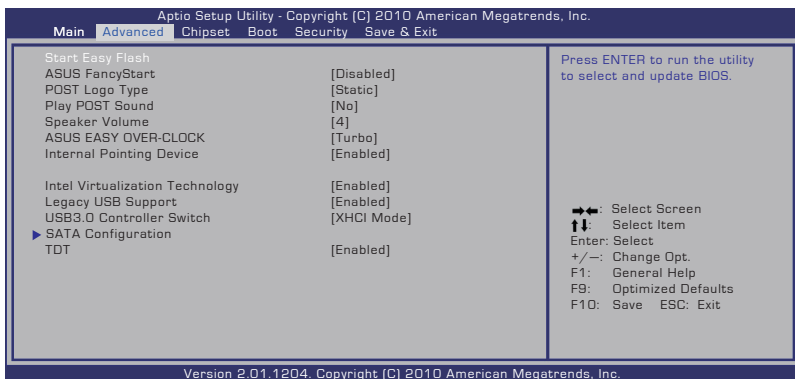 Aptio Setup Utility - Copyright (C) 2010 American Megatrends, Inc.
Main Advanced Chipset Boot Security Save & Exit
Start Easy Flash
ASUS FancyStart [Disabled]
POST Logo Type [Static]
Play POST Sound [No]
Speaker Volume [4]
ASUS EASY OVER-CLOCK [Turbo]
Internal Pointing Device [Enabled]
Intel Virtualization Technology [Enabled]
Legacy USB Support [Enabled]
USB3.0 Controller Switch [XHCI Mode]
SATA Configuration
TDT [Enabled]
Press ENTER to run the utility
to select and update BIOS.
→←: Select Screen
↑↓: Select Item
Enter: Select
+/—: Change Opt.
F1: General Help
F9: Optimized Defaults
F10: Save ESC: Exit
Version 2.01.1204. Copyright (C) 2010 American Megatrends, Inc.